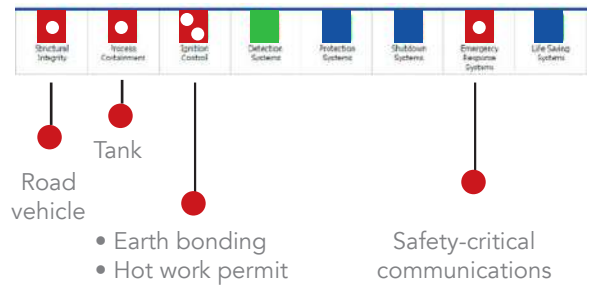 Structural
Integrity
Process
Containment
Ignition
Control
Detection
Systems
Protection
Systems
Shutdown
Systems
Emergency
Response
Systems
Life Saving
Systems
Tank
Road
vehicle
• Earth bonding
• Hot work permit
Safety-critical
communications